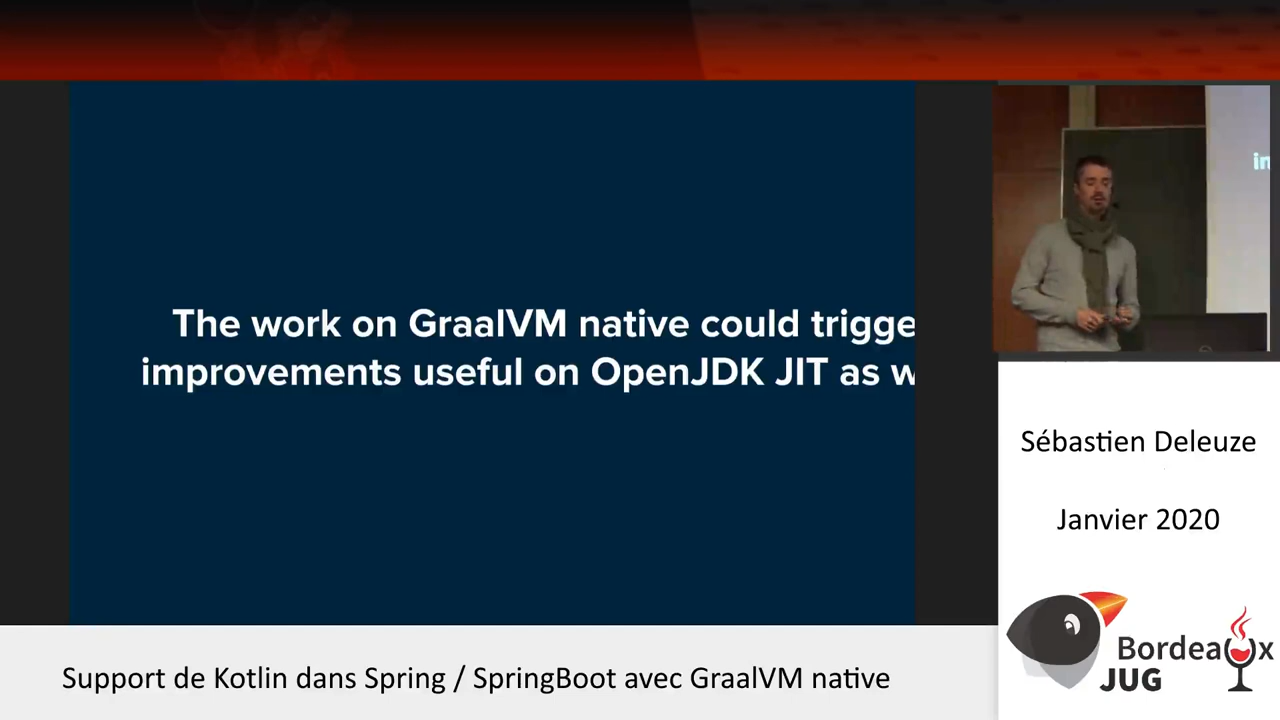 The work on GraalVM native could trigge
improvements useful on OpenJDK JIT as w
in
Sébastien Deleuze
Janvier 2020
Bordeaux
JUG
Support de Kotlin dans Spring / SpringBoot avec GraalVM native